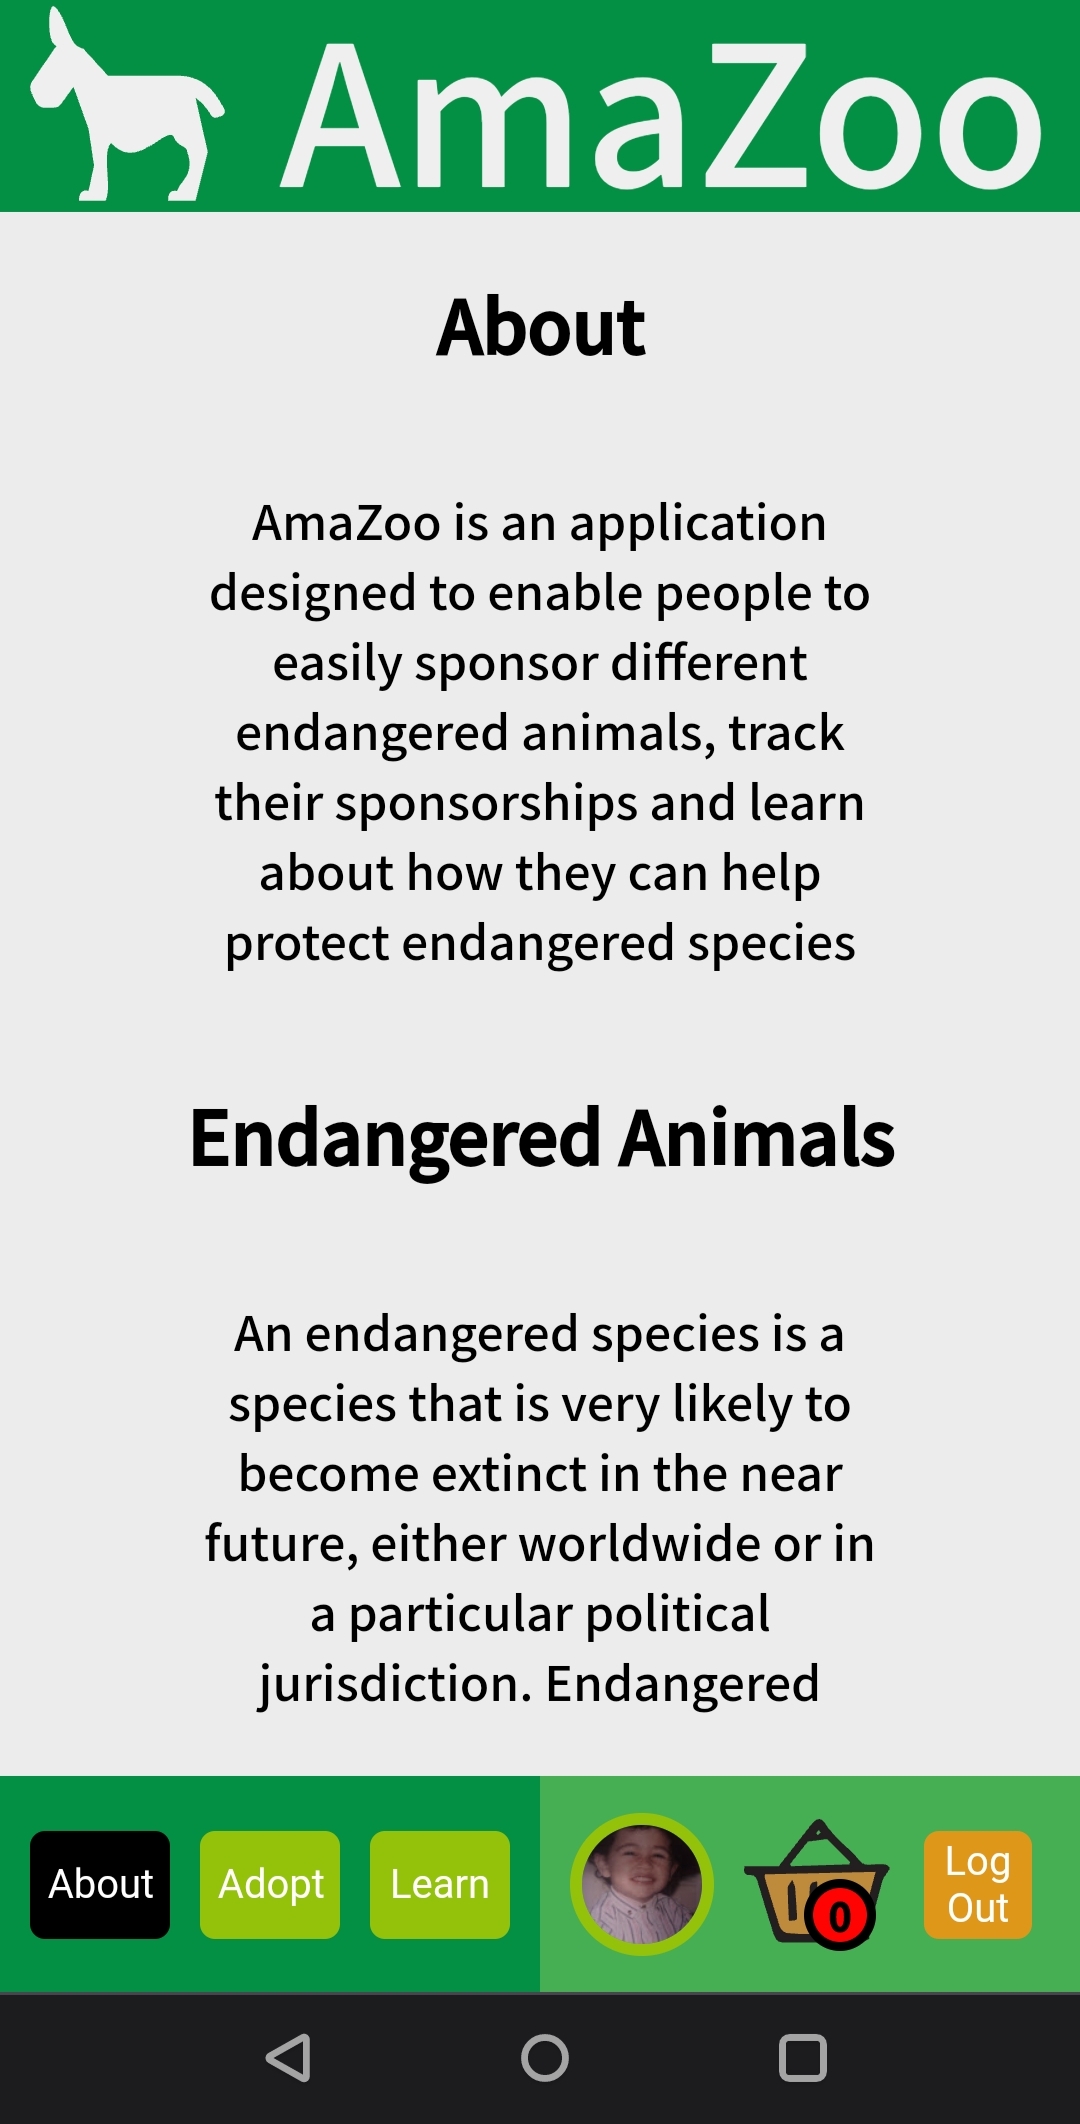 AmaZoo
About
AmaZoo is an application
designed to enable people to
easily sponsor different
endangered animals, track
their sponsorships and learn
about how they can help
protect endangered species
Endangered Animals
An endangered species is a
species that is very likely to
become extinct in the near
future, either worldwide or in
a particular political
jurisdiction. Endangered
About
Adopt
Learn
0
Log
Out